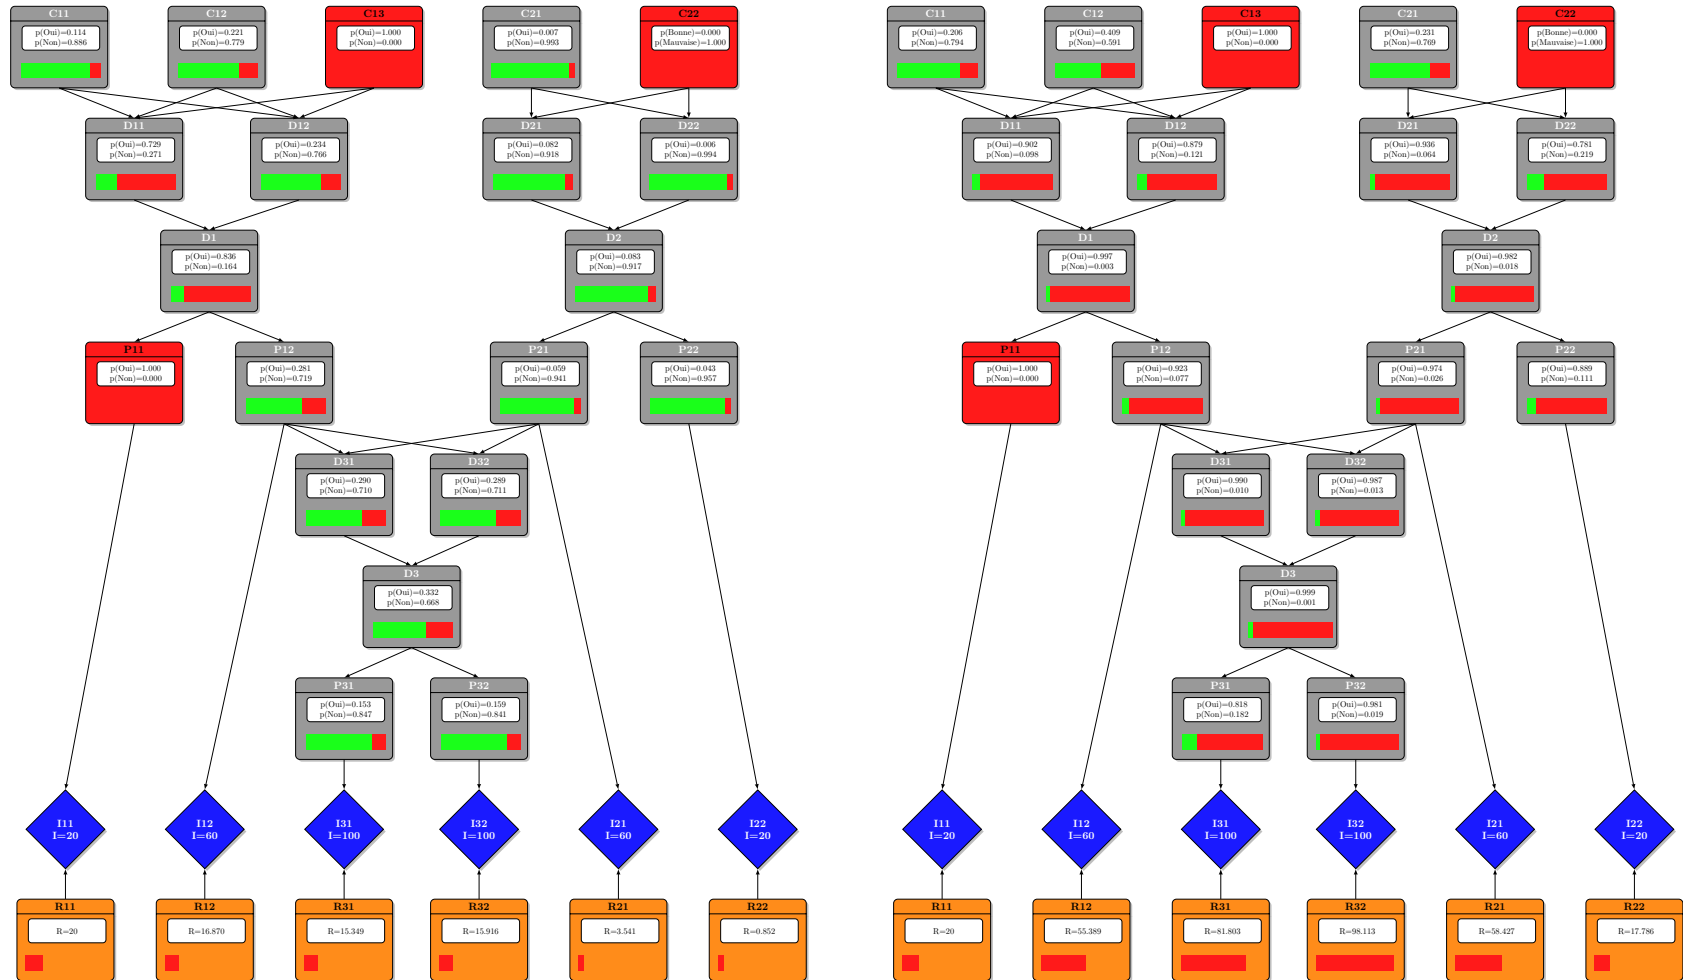 C11
p(Oui)=0.114
p(Non)=0.886
C12
p(Oui)=0.221
p(Non)=0.779
C13
p(Oui)=1.000
p(Non)=0.000
C21
p(Oui)=0.007
p(Non)=0.993
C22
p(Bonne)=0.000
p(Mauvaise)=1.000
D11
p(Oui)=0.729
p(Non)=0.271
D12
p(Oui)=0.234
p(Non)=0.766
D21
p(Oui)=0.082
p(Non)=0.918
D22
p(Oui)=0.006
p(Non)=0.994
D1
p(Oui)=0.836
p(Non)=0.164
D2
p(Oui)=0.083
p(Non)=0.917
P11
p(Oui)=1.000
p(Non)=0.000
P12
p(Oui)=0.281
p(Non)=0.719
P21
p(Oui)=0.059
p(Non)=0.941
P22
p(Oui)=0.043
p(Non)=0.957
D31
p(Oui)=0.290
p(Non)=0.710
D32
p(Oui)=0.289
p(Non)=0.711
D3
p(Oui)=0.332
p(Non)=0.668
P31
p(Oui)=0.153
p(Non)=0.847
P32
p(Oui)=0.159
p(Non)=0.841
I11
I=20
I12
I=60
I31
I=100
I32
I=100
I21
I=60
I22
I=20
R11
R=20
R12
R=16.870
R31
R=15.349
R32
R=15.916
R21
R=3.541
R22
R=0.852
C11
p(Oui)=0.206
p(Non)=0.794
C12
p(Oui)=0.409
p(Non)=0.591
C13
p(Oui)=1.000
p(Non)=0.000
C21
p(Oui)=0.231
p(Non)=0.769
C22
p(Bonne)=0.000
p(Mauvaise)=1.000
D11
p(Oui)=0.902
p(Non)=0.098
D12
p(Oui)=0.879
p(Non)=0.121
D21
p(Oui)=0.936
p(Non)=0.064
D22
p(Oui)=0.781
p(Non)=0.219
D1
p(Oui)=0.997
p(Non)=0.003
D2
p(Oui)=0.982
p(Non)=0.018
P11
p(Oui)=1.000
p(Non)=0.000
P12
p(Oui)=0.923
p(Non)=0.077
P21
p(Oui)=0.974
p(Non)=0.026
P22
p(Oui)=0.889
p(Non)=0.111
D31
p(Oui)=0.990
p(Non)=0.010
D32
p(Oui)=0.987
p(Non)=0.013
D3
p(Oui)=0.999
p(Non)=0.001
P31
p(Oui)=0.818
p(Non)=0.182
P32
p(Oui)=0.981
p(Non)=0.019
I11
I=20
I12
I=60
I31
I=100
I32
I=100
I21
I=60
I22
I=20
R11
R=20
R12
R=55.389
R31
R=81.803
R32
R=98.113
R21
R=58.427
R22
R=17.786